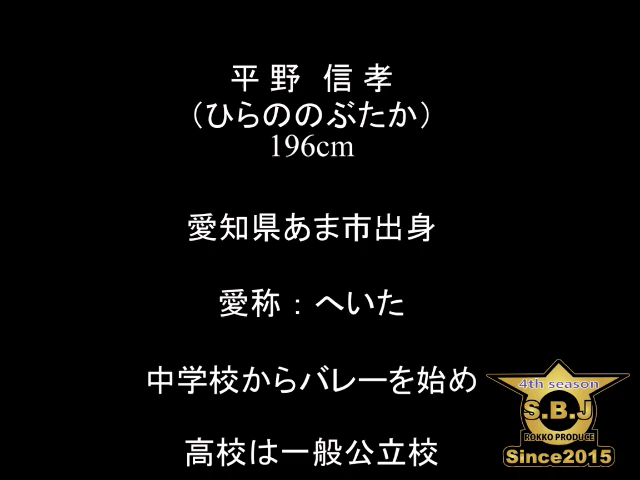 平野 信孝
（ひらののぶたか）
196cm
愛知県あま市出身
愛称：へいた
中学校からバレーを始め
高校は一般公立校
4th season
S.B.J
ROKKO PRODUCE
Since2015